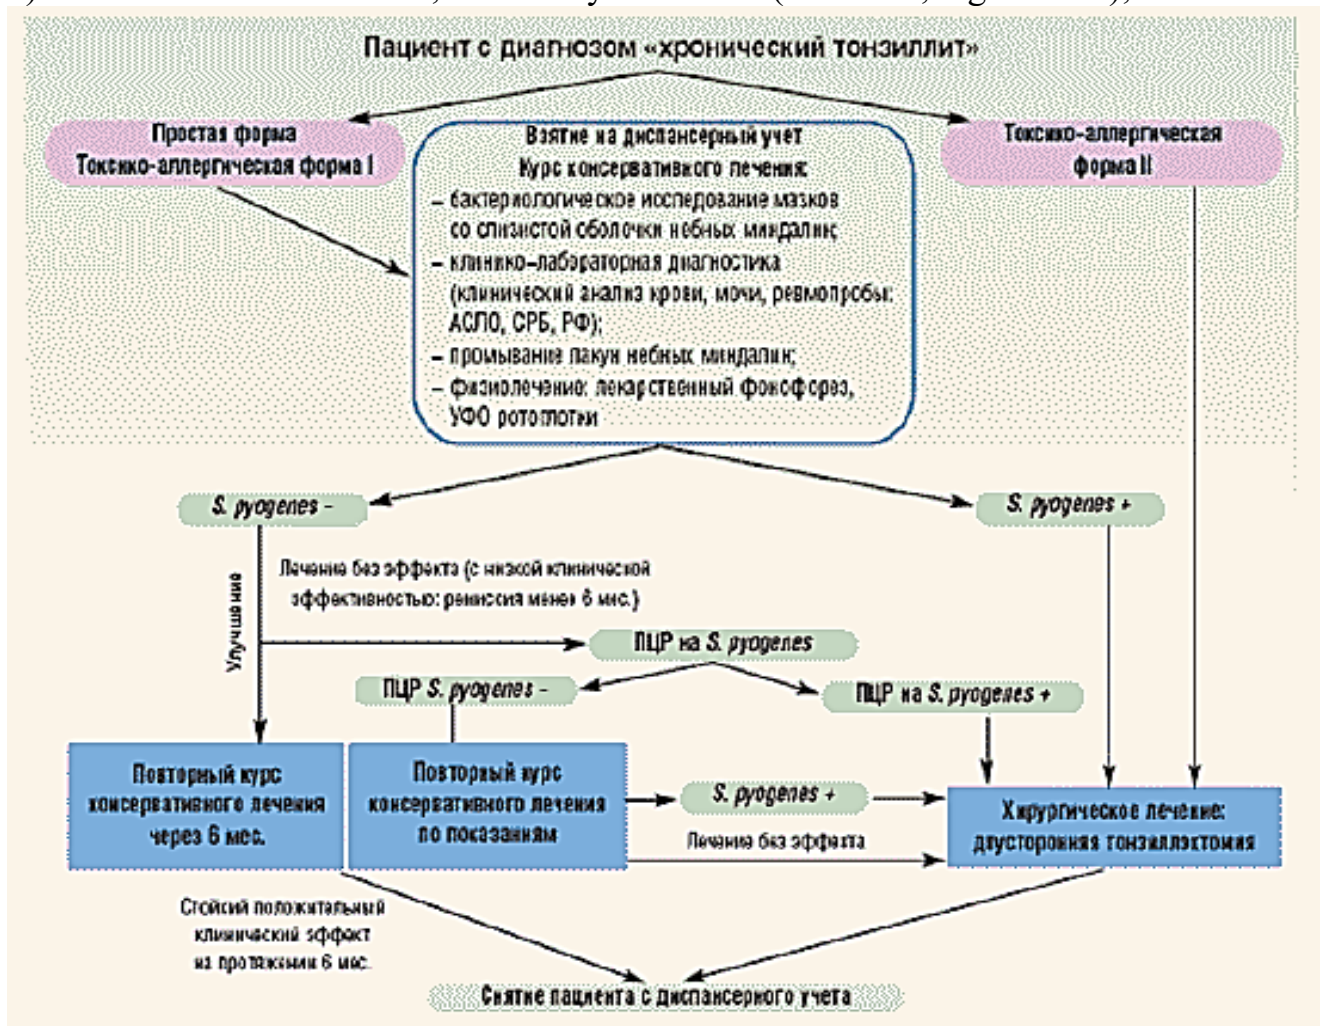 Пациент с диагнозом «хронический тонзиллит»
Простая форма
Токсико-аллергическая форма I
Взятие на диспансерный учет
Курс консервативного лечения:
– бактериологическое исследование мазков
со слизистой оболочки небных миндалин;
– клинико-лабораторная диагностика
(клинический анализ крови, мочи, ревмопробы:
АСЛО, СРБ, РФ);
– промывание лакун небных миндалин;
– физиолечение: лекарственный фонофорез,
УФО ротоглотки
Токсико-аллергическая
форма II
S. pyogenes –
S. pyogenes +
Улучшение
Лечение без эффекта (с низкой клинической
эффективностью: ремиссия менее 6 мес.)
ПЦР на S. pyogenes
ПЦР S. pyogenes –
ПЦР на S. pyogenes +
Повторный курс
консервативного лечения
через 6 мес.
Повторный курс
консервативного лечения
по показаниям
S. pyogenes +
Лечение без эффекта
Хирургическое лечение:
двусторонняя тонзиллэктомия
Стойкий положительный
клинический эффект
на протяжении 6 мес.
Снятие пациента с диспансерного учета